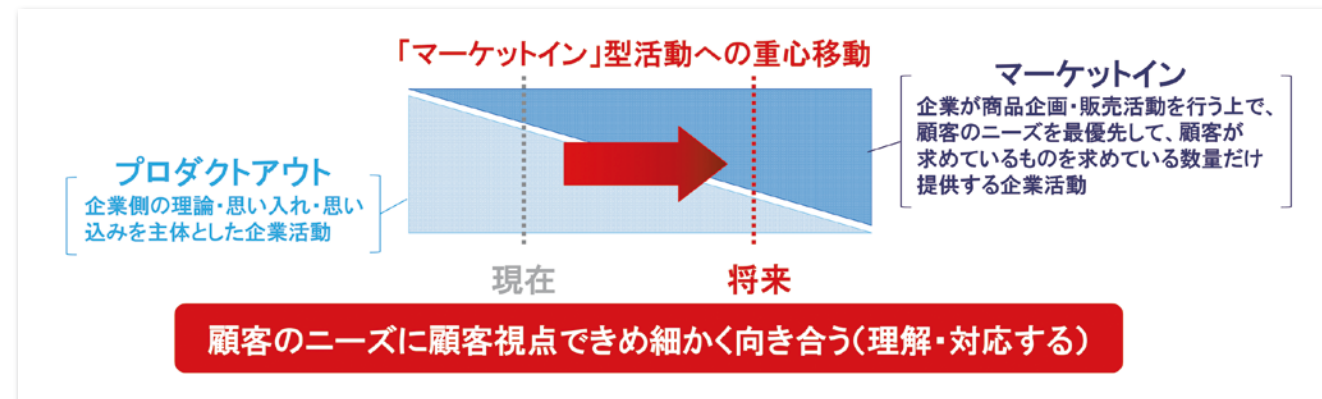 「マーケットイン」型活動への重心移動
プロダクトアウト
企業側の理論・思い入れ・思い
込みを主体とした企業活動
マーケットイン
企業が商品企画・販売活動を行う上で、
顧客のニーズを最優先して、顧客が
求めているものを求めている数量だけ
提供する企業活動
現在
将来
顧客のニーズに顧客視点できめ細かく向き合う（理解・対応する）